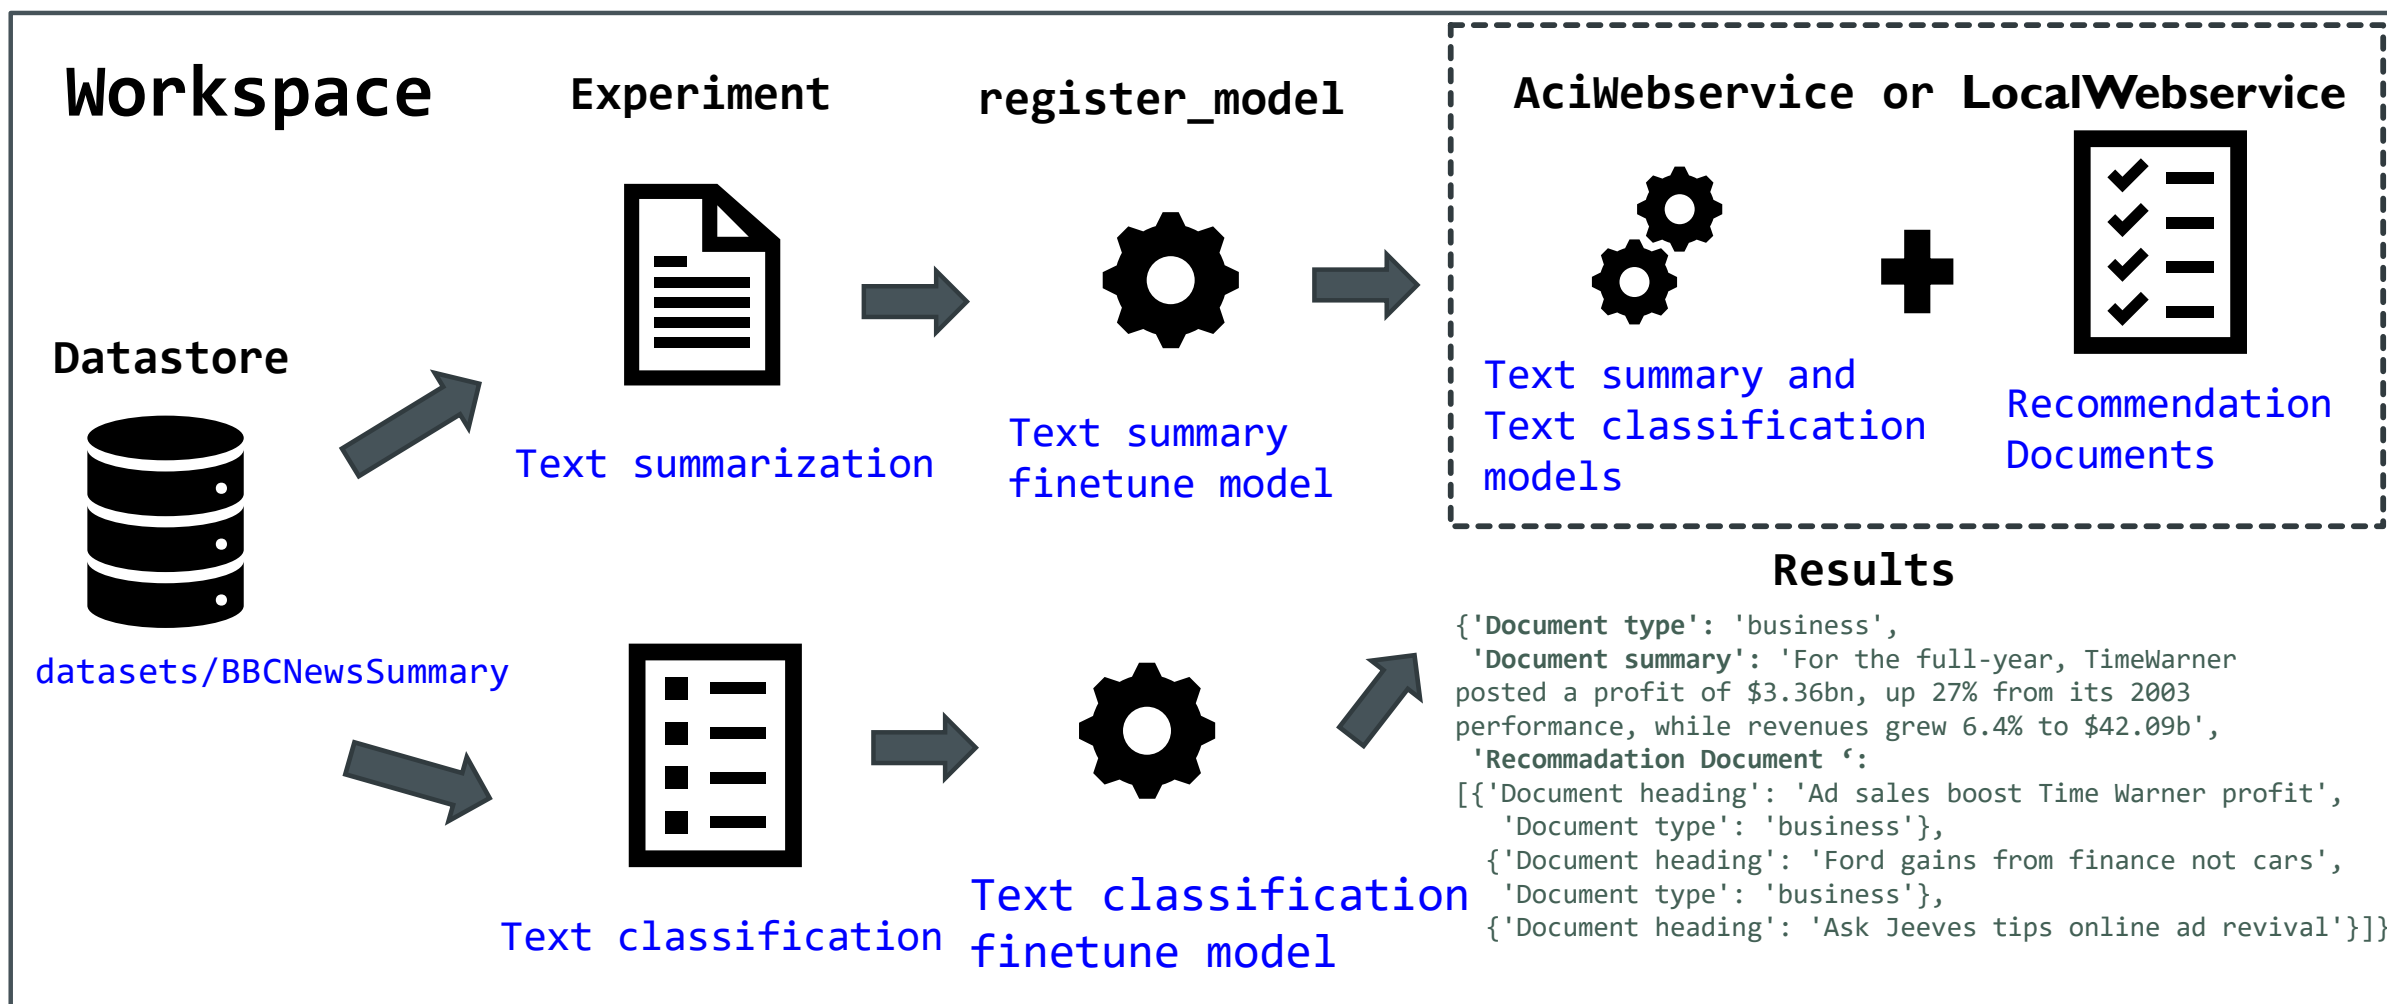 Workspace
Experiment
register_model
AciWebservice or LocalWebservice
Datastore
datasets/BBCNewsSummary
Text summarization
Text summary
finetune model
Text summary and
Text classification
models
Recommendation
Documents
Text classification
Text classification
finetune model
Results
{'Document type': 'business',
'Document summary': 'For the full-year, TimeWarner
posted a profit of $3.36bn, up 27% from its 2003
performance, while revenues grew 6.4% to $42.09b',
'Recommadation Document ‘:
[{'Document heading': 'Ad sales boost Time Warner profit',
'Document type': 'business'},
{'Document heading': 'Ford gains from finance not cars',
'Document type': 'business'},
{'Document heading': 'Ask Jeeves tips online ad revival'}]}